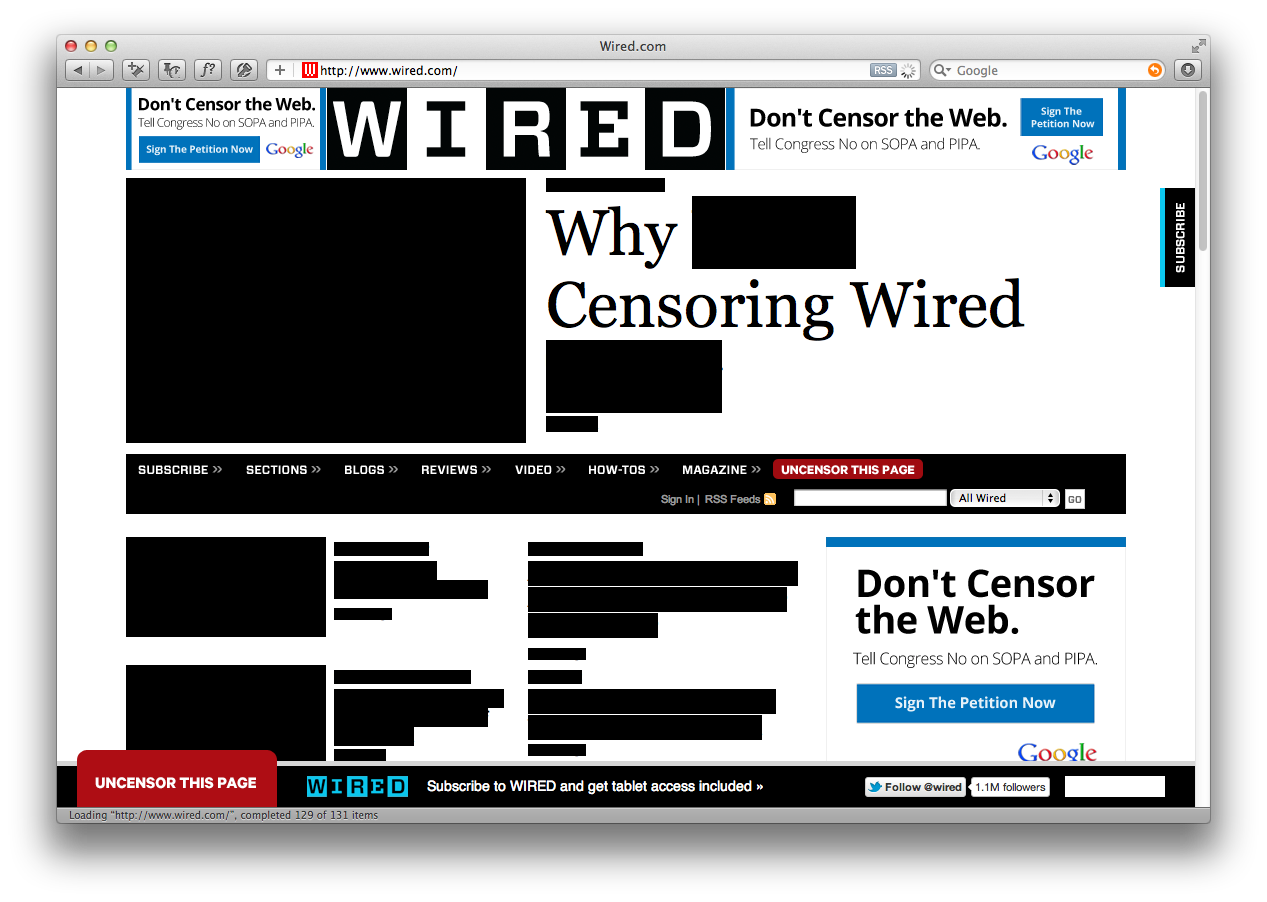 Wired.com
http://www.wired.com/
RSS
Google
Don't Censor the Web.
Tell Congress No on SOPA and PIPA.
Sign The Petition Now
Google
WIRED
Don't Censor the Web.
Tell Congress No on SOPA and PIPA.
Sign The
Petition Now
Google
SUBSCRIBE
Why
Censoring Wired
SUBSCRIBE >> SECTIONS >> BLOGS >> REVIEWS >> VIDEO >> HOW-TOS >> MAGAZINE >> UNCENSOR THIS PAGE
Sign In | RSS Feeds All Wired GO
Don't Censor
the Web.
Tell Congress No on SOPA and PIPA.
Sign The Petition Now
Google
UNCENSOR THIS PAGE
WIRED
Subscribe to WIRED and get tablet access included »
Follow @wired
1.1M followers
Loading “http://www.wired.com/”, completed 129 of 131 items